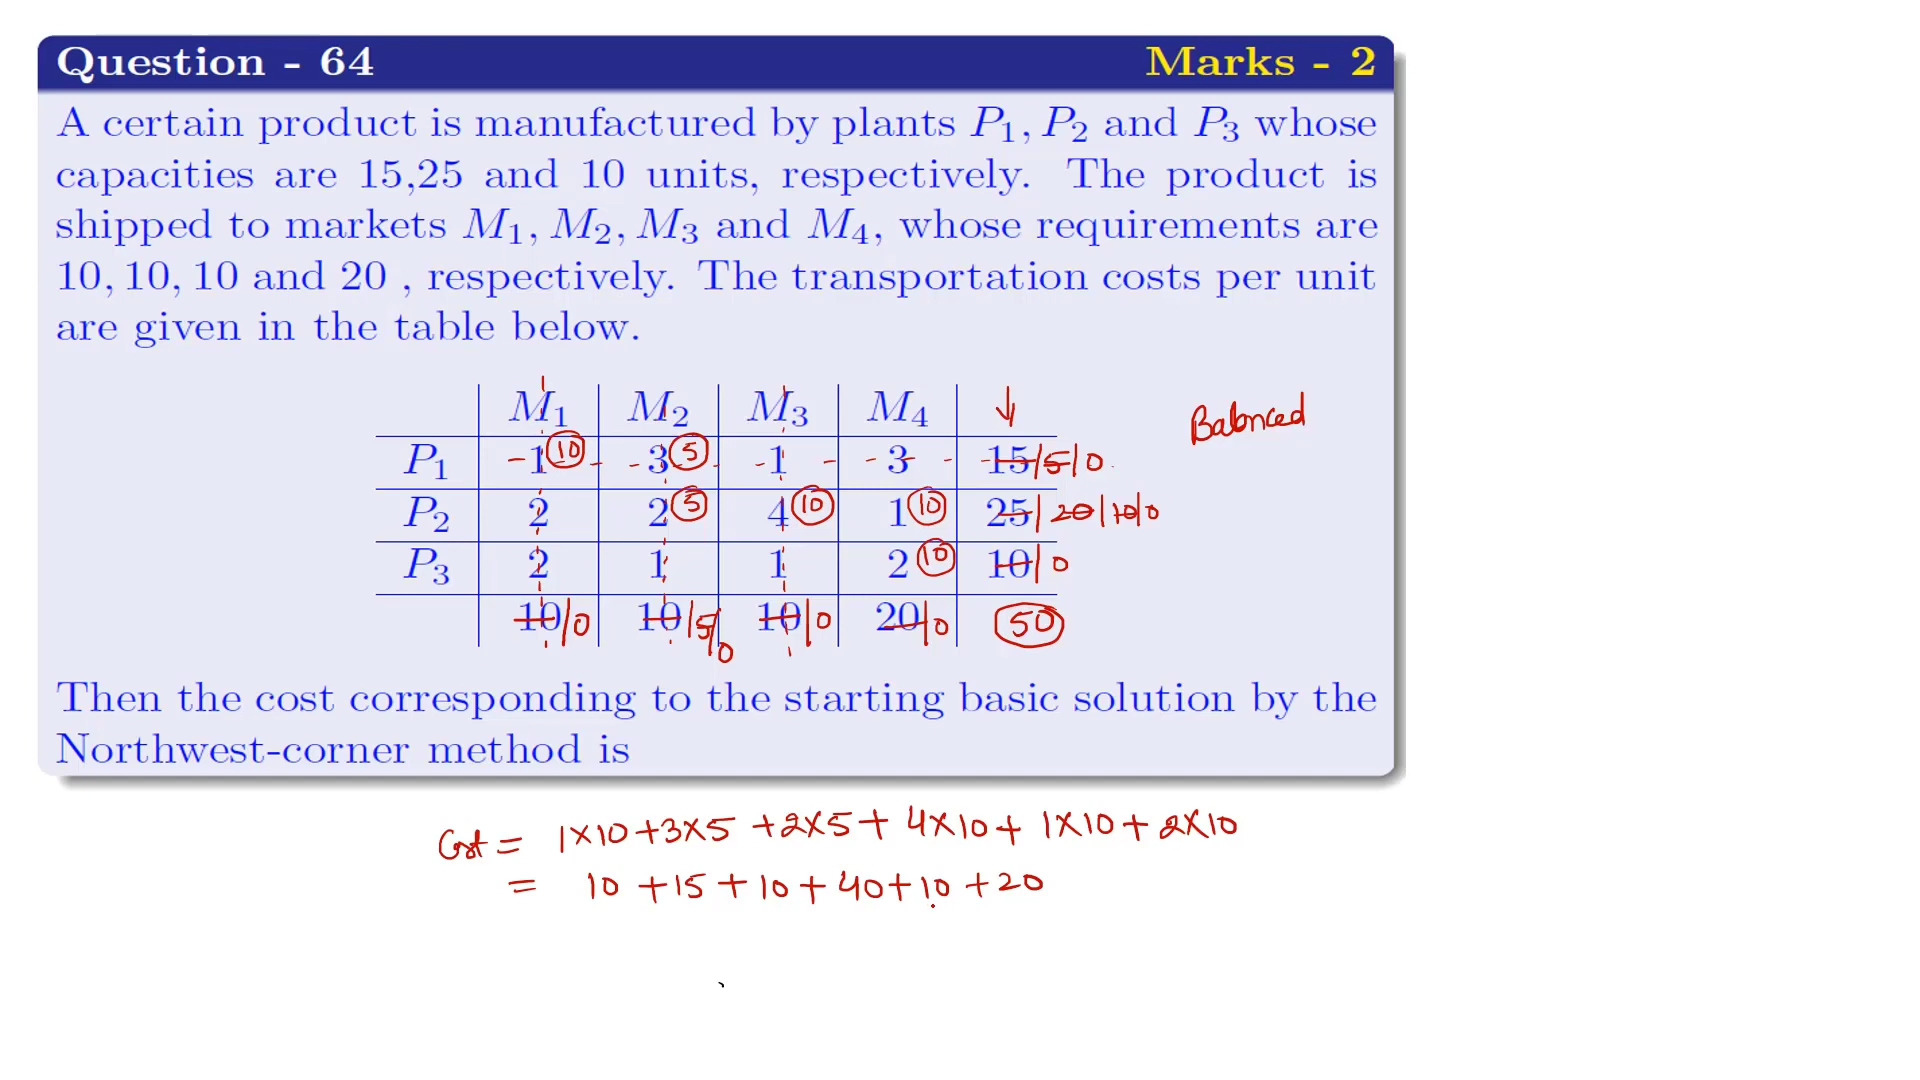 Question - 64 Marks - 2
A certain product is manufactured by plants P₁, P₂ and P₃ whose
capacities are 15,25 and 10 units, respectively. The product is
shipped to markets M₁, M₂, M₃ and M₄, whose requirements are
10, 10, 10 and 20 , respectively. The transportation costs per unit
are given in the table below.
M₁ M₂ M₃ M₄ ↓ Balanced
P₁ 1 (10) 3 (5) 1 3 15/5/0
P₂ 2 2 (5) 4 (10) 1 (10) 25/20/10/0
P₃ 2 1 1 2 (10) 10/0
10/0 10/5/0 10/0 20/0 (50)
Then the cost corresponding to the starting basic solution by the
Northwest-corner method is
Cost = 1×10+3×5+2×5+4×10+1×10+2×10
= 10+15+10+40+10+20